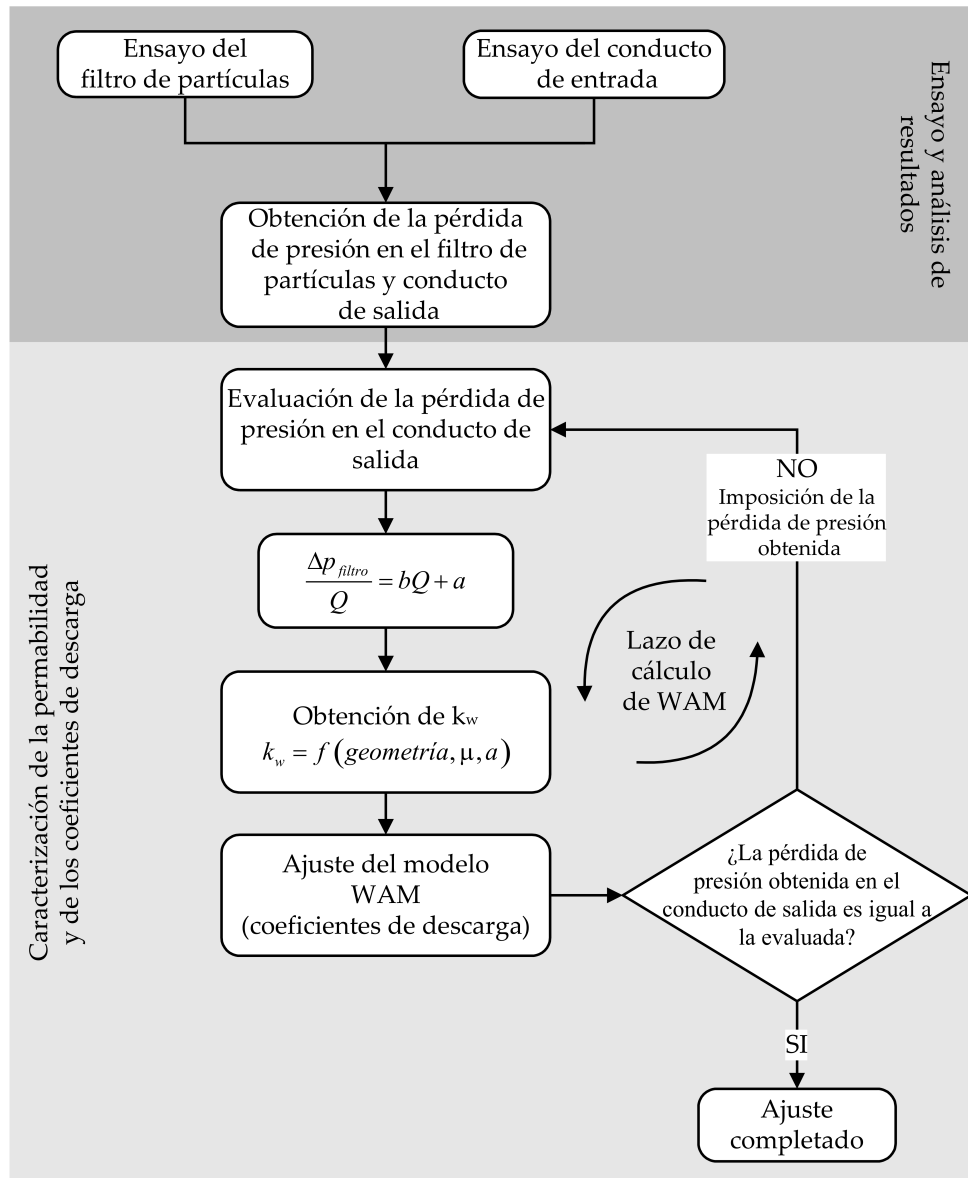 Ensayo del
filtro de partículas
Ensayo del conducto
de entrada
Ensayo y análisis de
resultados
Obtención de la pérdida
de presión en el filtro de
partículas y conducto
de salida
Evaluación de la pérdida de
presión en el conducto de
salida
Δp_filtro / Q = bQ + a
Obtención de kw
k_w = f (geometría, μ, a)
Ajuste del modelo
WAM
(coeficientes de descarga)
Caracterización de la permabilidad
y de los coeficientes de descarga
NO
Imposición de la
pérdida de presión
obtenida
Lazo de
cálculo
de WAM
¿La pérdida de
presión obtenida en el
conducto de salida es igual a
la evaluada?
SI
Ajuste
completado